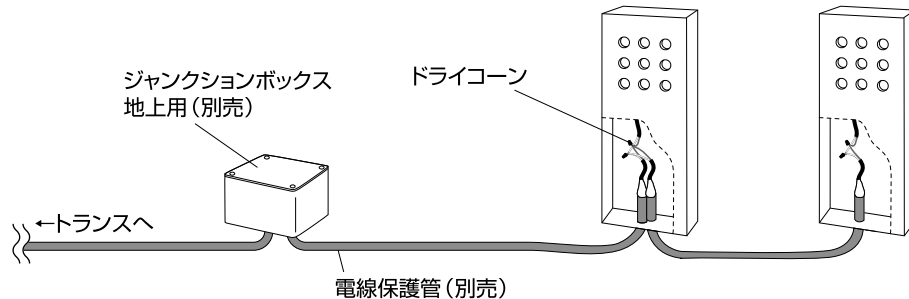 ジャンクションボックス
地上用（別売）
ドライコーン
←トランスへ
電線保護管（別売）